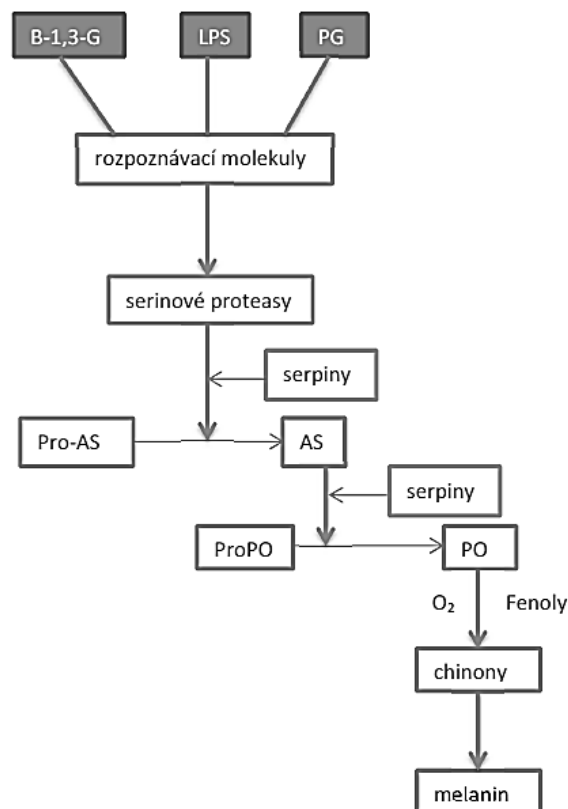 B-1,3-G
LPS
PG
rozpoznávací molekuly
serinové proteasy
serpiny
Pro-AS
AS
serpiny
ProPO
PO
O₂
Fenoly
chinony
melanin